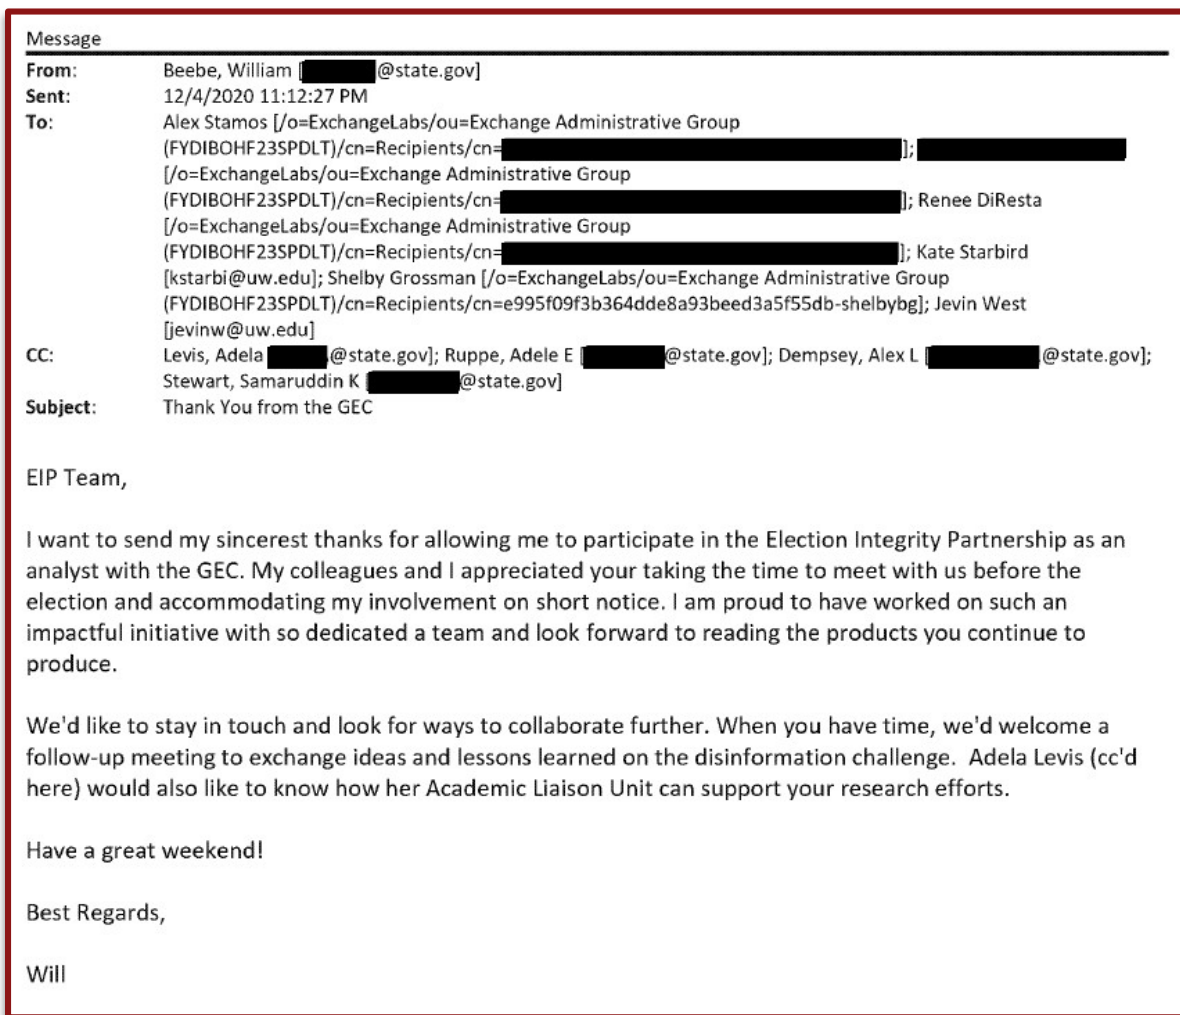 Message
From: Beebe, William [ @state.gov]
Sent: 12/4/2020 11:12:27 PM
To: Alex Stamos [/o=ExchangeLabs/ou=Exchange Administrative Group
(FYDIBOHF23SPDLT)/cn=Recipients/cn= ];
[/o=ExchangeLabs/ou=Exchange Administrative Group
(FYDIBOHF23SPDLT)/cn=Recipients/cn= ]; Renee DiResta
[/o=ExchangeLabs/ou=Exchange Administrative Group
(FYDIBOHF23SPDLT)/cn=Recipients/cn= ]; Kate Starbird
[kstarbi@uw.edu]; Shelby Grossman [/o=ExchangeLabs/ou=Exchange Administrative Group
(FYDIBOHF23SPDLT)/cn=Recipients/cn=e995f09f3b364dde8a93beed3a5f55db-shelbybg]; Jevin West
[jevinw@uw.edu]
CC: Levis, Adela @state.gov]; Ruppe, Adele E [ @state.gov]; Dempsey, Alex L [ @state.gov];
Stewart, Samaruddin K [ @state.gov]
Subject: Thank You from the GEC
EIP Team,
I want to send my sincerest thanks for allowing me to participate in the Election Integrity Partnership as an
analyst with the GEC. My colleagues and I appreciated your taking the time to meet with us before the
election and accommodating my involvement on short notice. I am proud to have worked on such an
impactful initiative with so dedicated a team and look forward to reading the products you continue to
produce.
We'd like to stay in touch and look for ways to collaborate further. When you have time, we'd welcome a
follow-up meeting to exchange ideas and lessons learned on the disinformation challenge.  Adela Levis (cc'd
here) would also like to know how her Academic Liaison Unit can support your research efforts.
Have a great weekend!
Best Regards,
Will